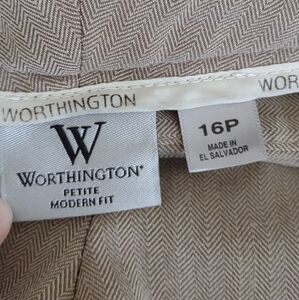 WORTHINGTON
WOR
W
WORTHINGTON®
PETITE
MODERN FIT
16P
MADE IN
EL SALVADOR